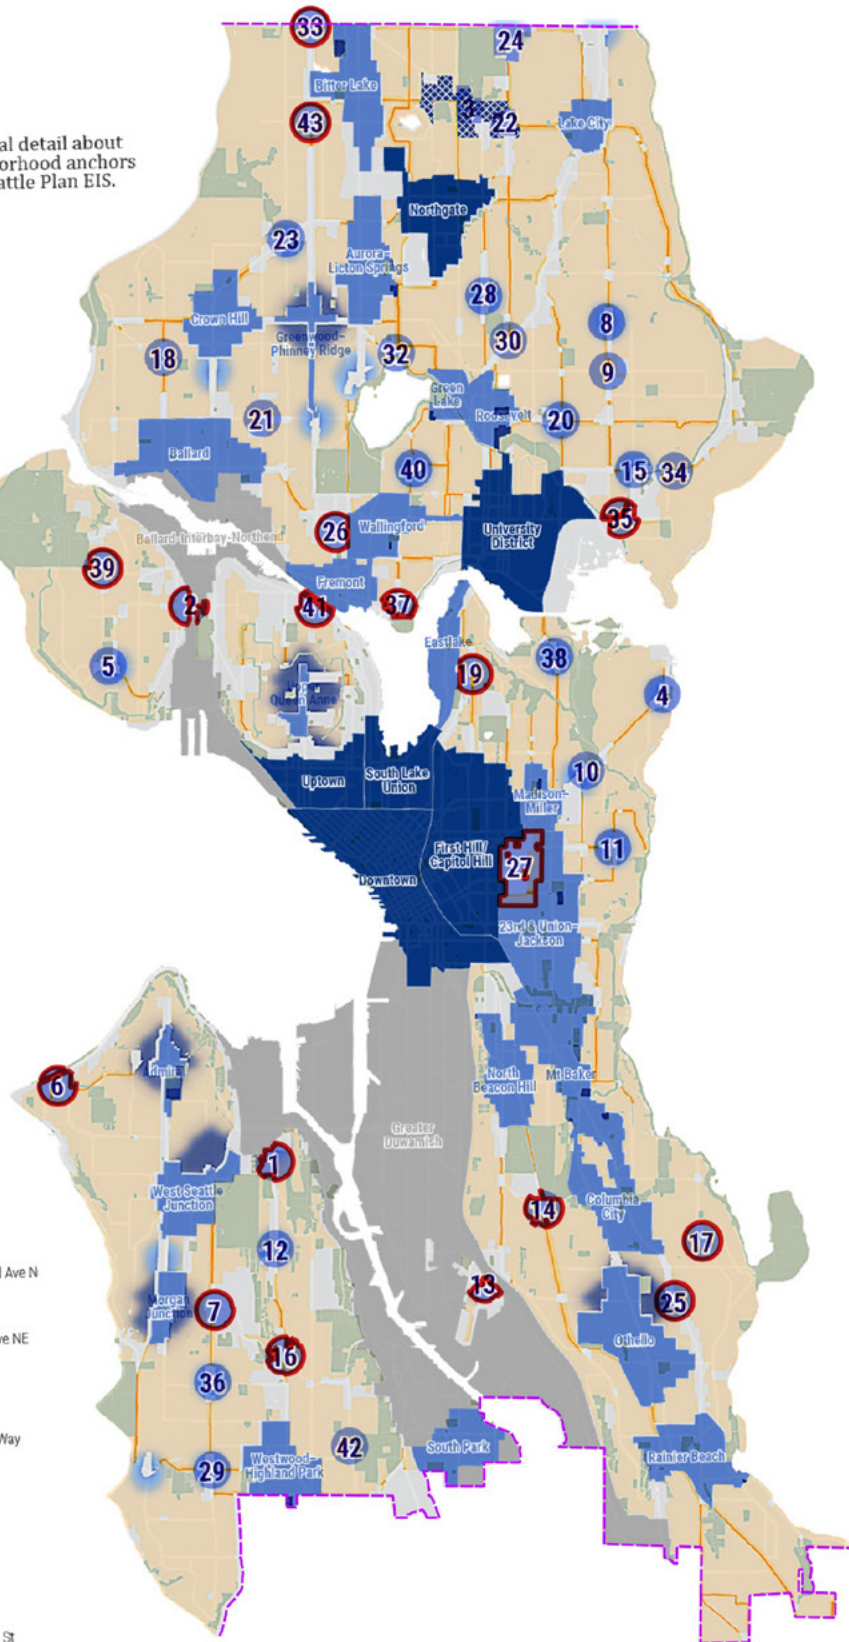 33
24
Bitter Lake
43
22
Lake City
al detail about
orhood anchors
attle Plan EIS.
Northgate
23
Aurora-
Licton Springs
28
Crown Hill
8
Greenwood-
Phinney Ridge
30
32
18
9
Green
Lake
Roosevelt
20
21
Ballard
40
15
34
35
26
Wallingford
University
District
Ballard-Interbay-Northend
39
Fremont
2
41
37
Eastlake
38
5
19
Upper
Queen Anne
4
Uptown
South Lake
Union
10
Madison-
Miller
First Hill/
Capitol Hill
11
27
Downtown
23rd & Union-
Jackson
Admiral
6
North
Beacon Hill
Mt Baker
Greater
Duwamish
1
West Seattle
Junction
14
Columbia
City
17
12
l Ave N
13
Morgan
Junction
7
25
ve NE
Othello
16
36
Way
42
South Park
Westwood-
Highland Park
29
Rainier Beach
St